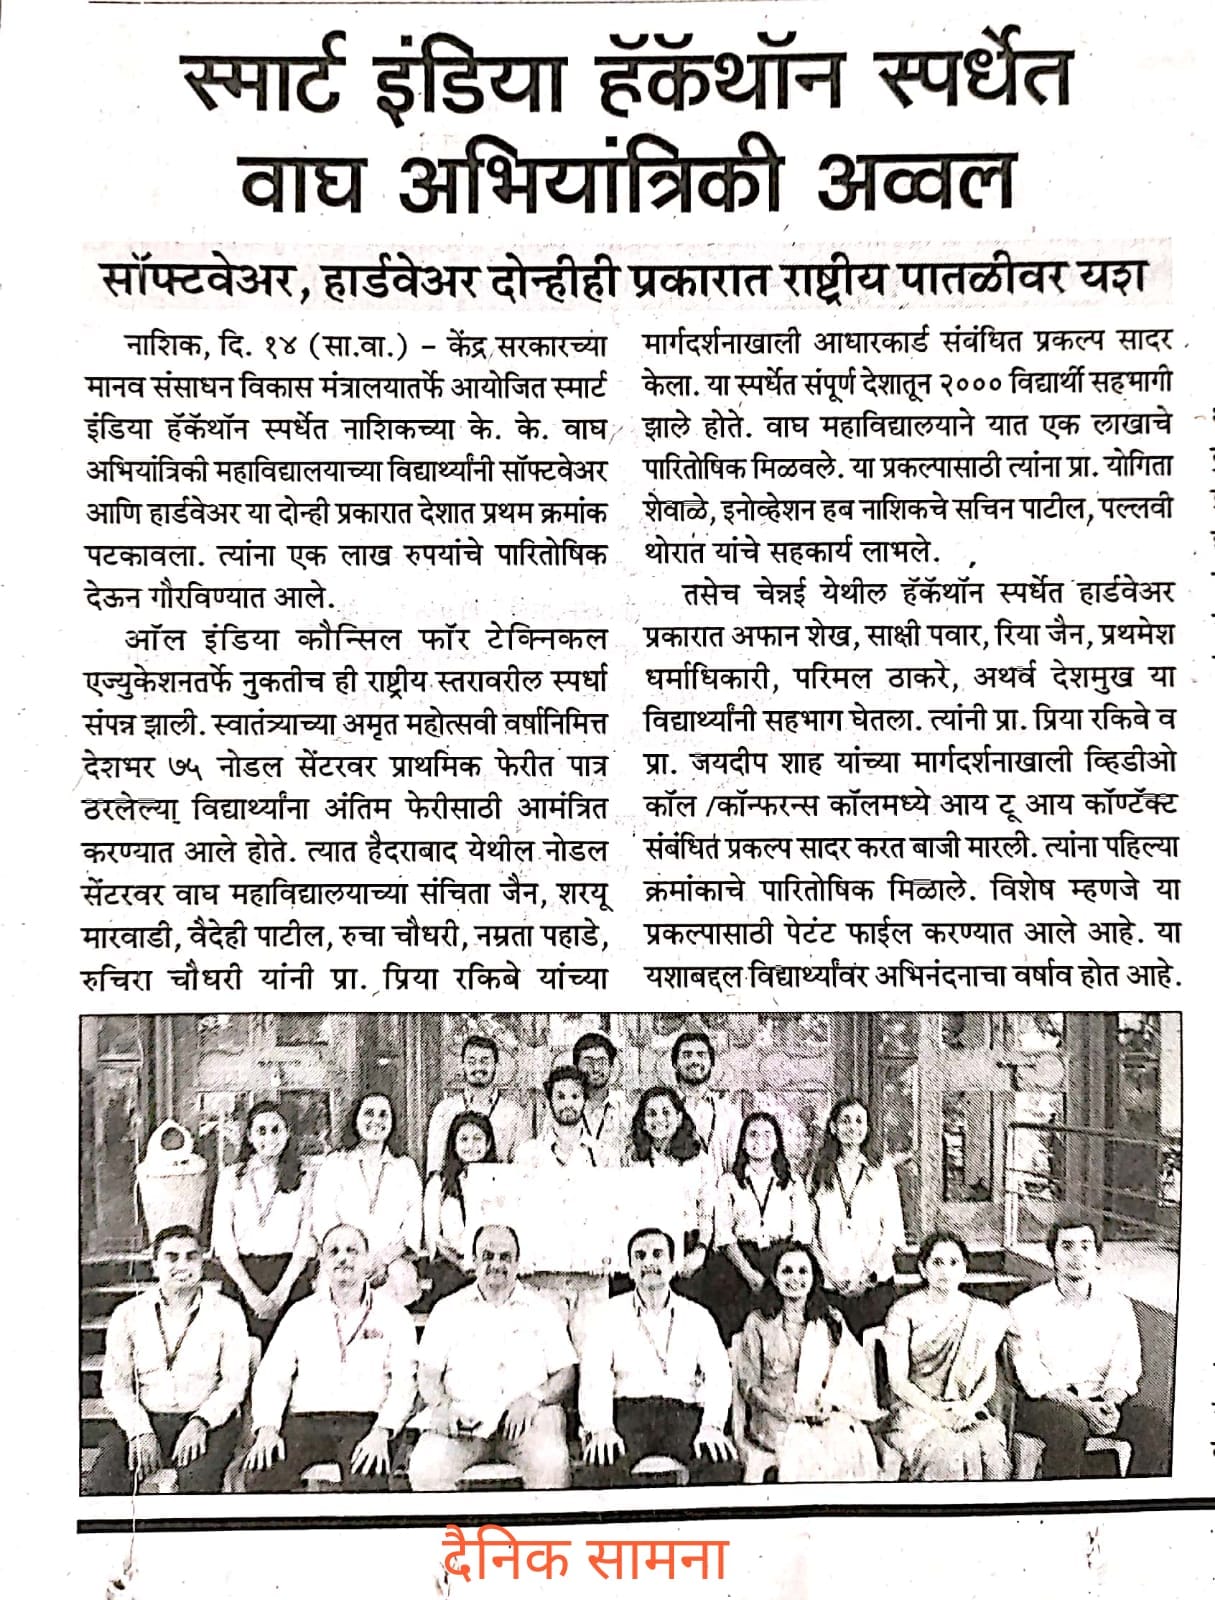 स्मार्ट इंडिया हॅकॅथॉन स्पर्धेत
वाघ अभियांत्रिकी अव्वल
सॉफ्टवेअर, हार्डवेअर दोन्हीही प्रकारात राष्ट्रीय पातळीवर यश
नाशिक, दि. १४ (सा.वा.) – केंद्र सरकारच्या
मानव संसाधन विकास मंत्रालयातर्फे आयोजित स्मार्ट
इंडिया हॅकॅथॉन स्पर्धेत नाशिकच्या के. के. वाघ
अभियांत्रिकी महाविद्यालयाच्या विद्यार्थ्यांनी सॉफ्टवेअर
आणि हार्डवेअर या दोन्ही प्रकारात देशात प्रथम क्रमांक
पटकावला. त्यांना एक लाख रुपयांचे पारितोषिक
देऊन गौरविण्यात आले.
ऑल इंडिया कौन्सिल फॉर टेक्निकल
एज्युकेशनतर्फे नुकतीच ही राष्ट्रीय स्तरावरील स्पर्धा
संपन्न झाली. स्वातंत्र्याच्या अमृत महोत्सवी वर्षानिमित्त
देशभर ७५ नोडल सेंटरवर प्राथमिक फेरीत पात्र
ठरलेल्या विद्यार्थ्यांना अंतिम फेरीसाठी आमंत्रित
करण्यात आले होते. त्यात हैदराबाद येथील नोडल
सेंटरवर वाघ महाविद्यालयाच्या संचिता जैन, शरयू
मारवाडी, वैदेही पाटील, रुचा चौधरी, नम्रता पहाडे,
रुचिरा चौधरी यांनी प्रा. प्रिया रकिबे यांच्या
मार्गदर्शनाखाली आधारकार्ड संबंधित प्रकल्प सादर
केला. या स्पर्धेत संपूर्ण देशातून २००० विद्यार्थी सहभागी
झाले होते. वाघ महाविद्यालयाने यात एक लाखाचे
पारितोषिक मिळवले. या प्रकल्पासाठी त्यांना प्रा. योगिता
शेवाळे, इनोव्हेशन हब नाशिकचे सचिन पाटील, पल्लवी
थोरात यांचे सहकार्य लाभले.
तसेच चेन्नई येथील हॅकॅथॉन स्पर्धेत हार्डवेअर
प्रकारात अफान शेख, साक्षी पवार, रिया जैन, प्रथमेश
धर्माधिकारी, परिमल ठाकरे, अथर्व देशमुख या
विद्यार्थ्यांनी सहभाग घेतला. त्यांनी प्रा. प्रिया रकिबे व
प्रा. जयदीप शाह यांच्या मार्गदर्शनाखाली व्हिडीओ
कॉल /कॉन्फरन्स कॉलमध्ये आय टू आय कॉण्टॅक्ट
संबंधित प्रकल्प सादर करत बाजी मारली. त्यांना पहिल्या
क्रमांकाचे पारितोषिक मिळाले. विशेष म्हणजे या
प्रकल्पासाठी पेटंट फाईल करण्यात आले आहे. या
यशाबद्दल विद्यार्थ्यांवर अभिनंदनाचा वर्षाव होत आहे.
दैनिक सामना